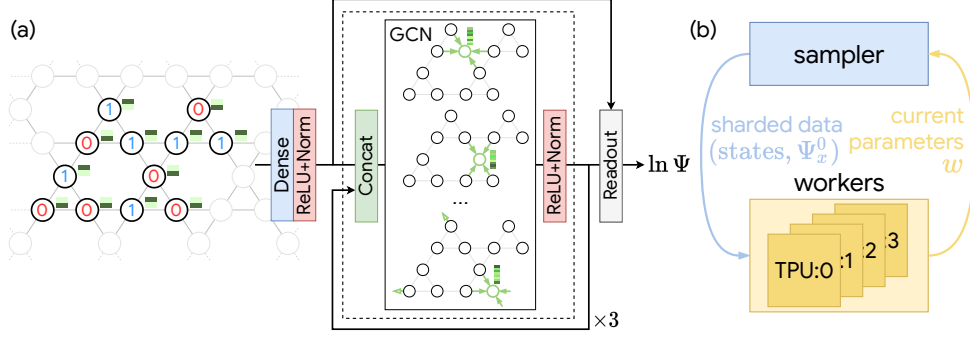 (a)
1 0
0 1 1 1
1 0
0 0 1 0
Dense
ReLU+Norm
Concat
GCN
...
ReLU+Norm
×3
Readout
ln Ψ
(b)
sampler
sharded data
(states, Ψ⁰ₓ)
current
parameters
w
workers
TPU:0
:1
:2
:3